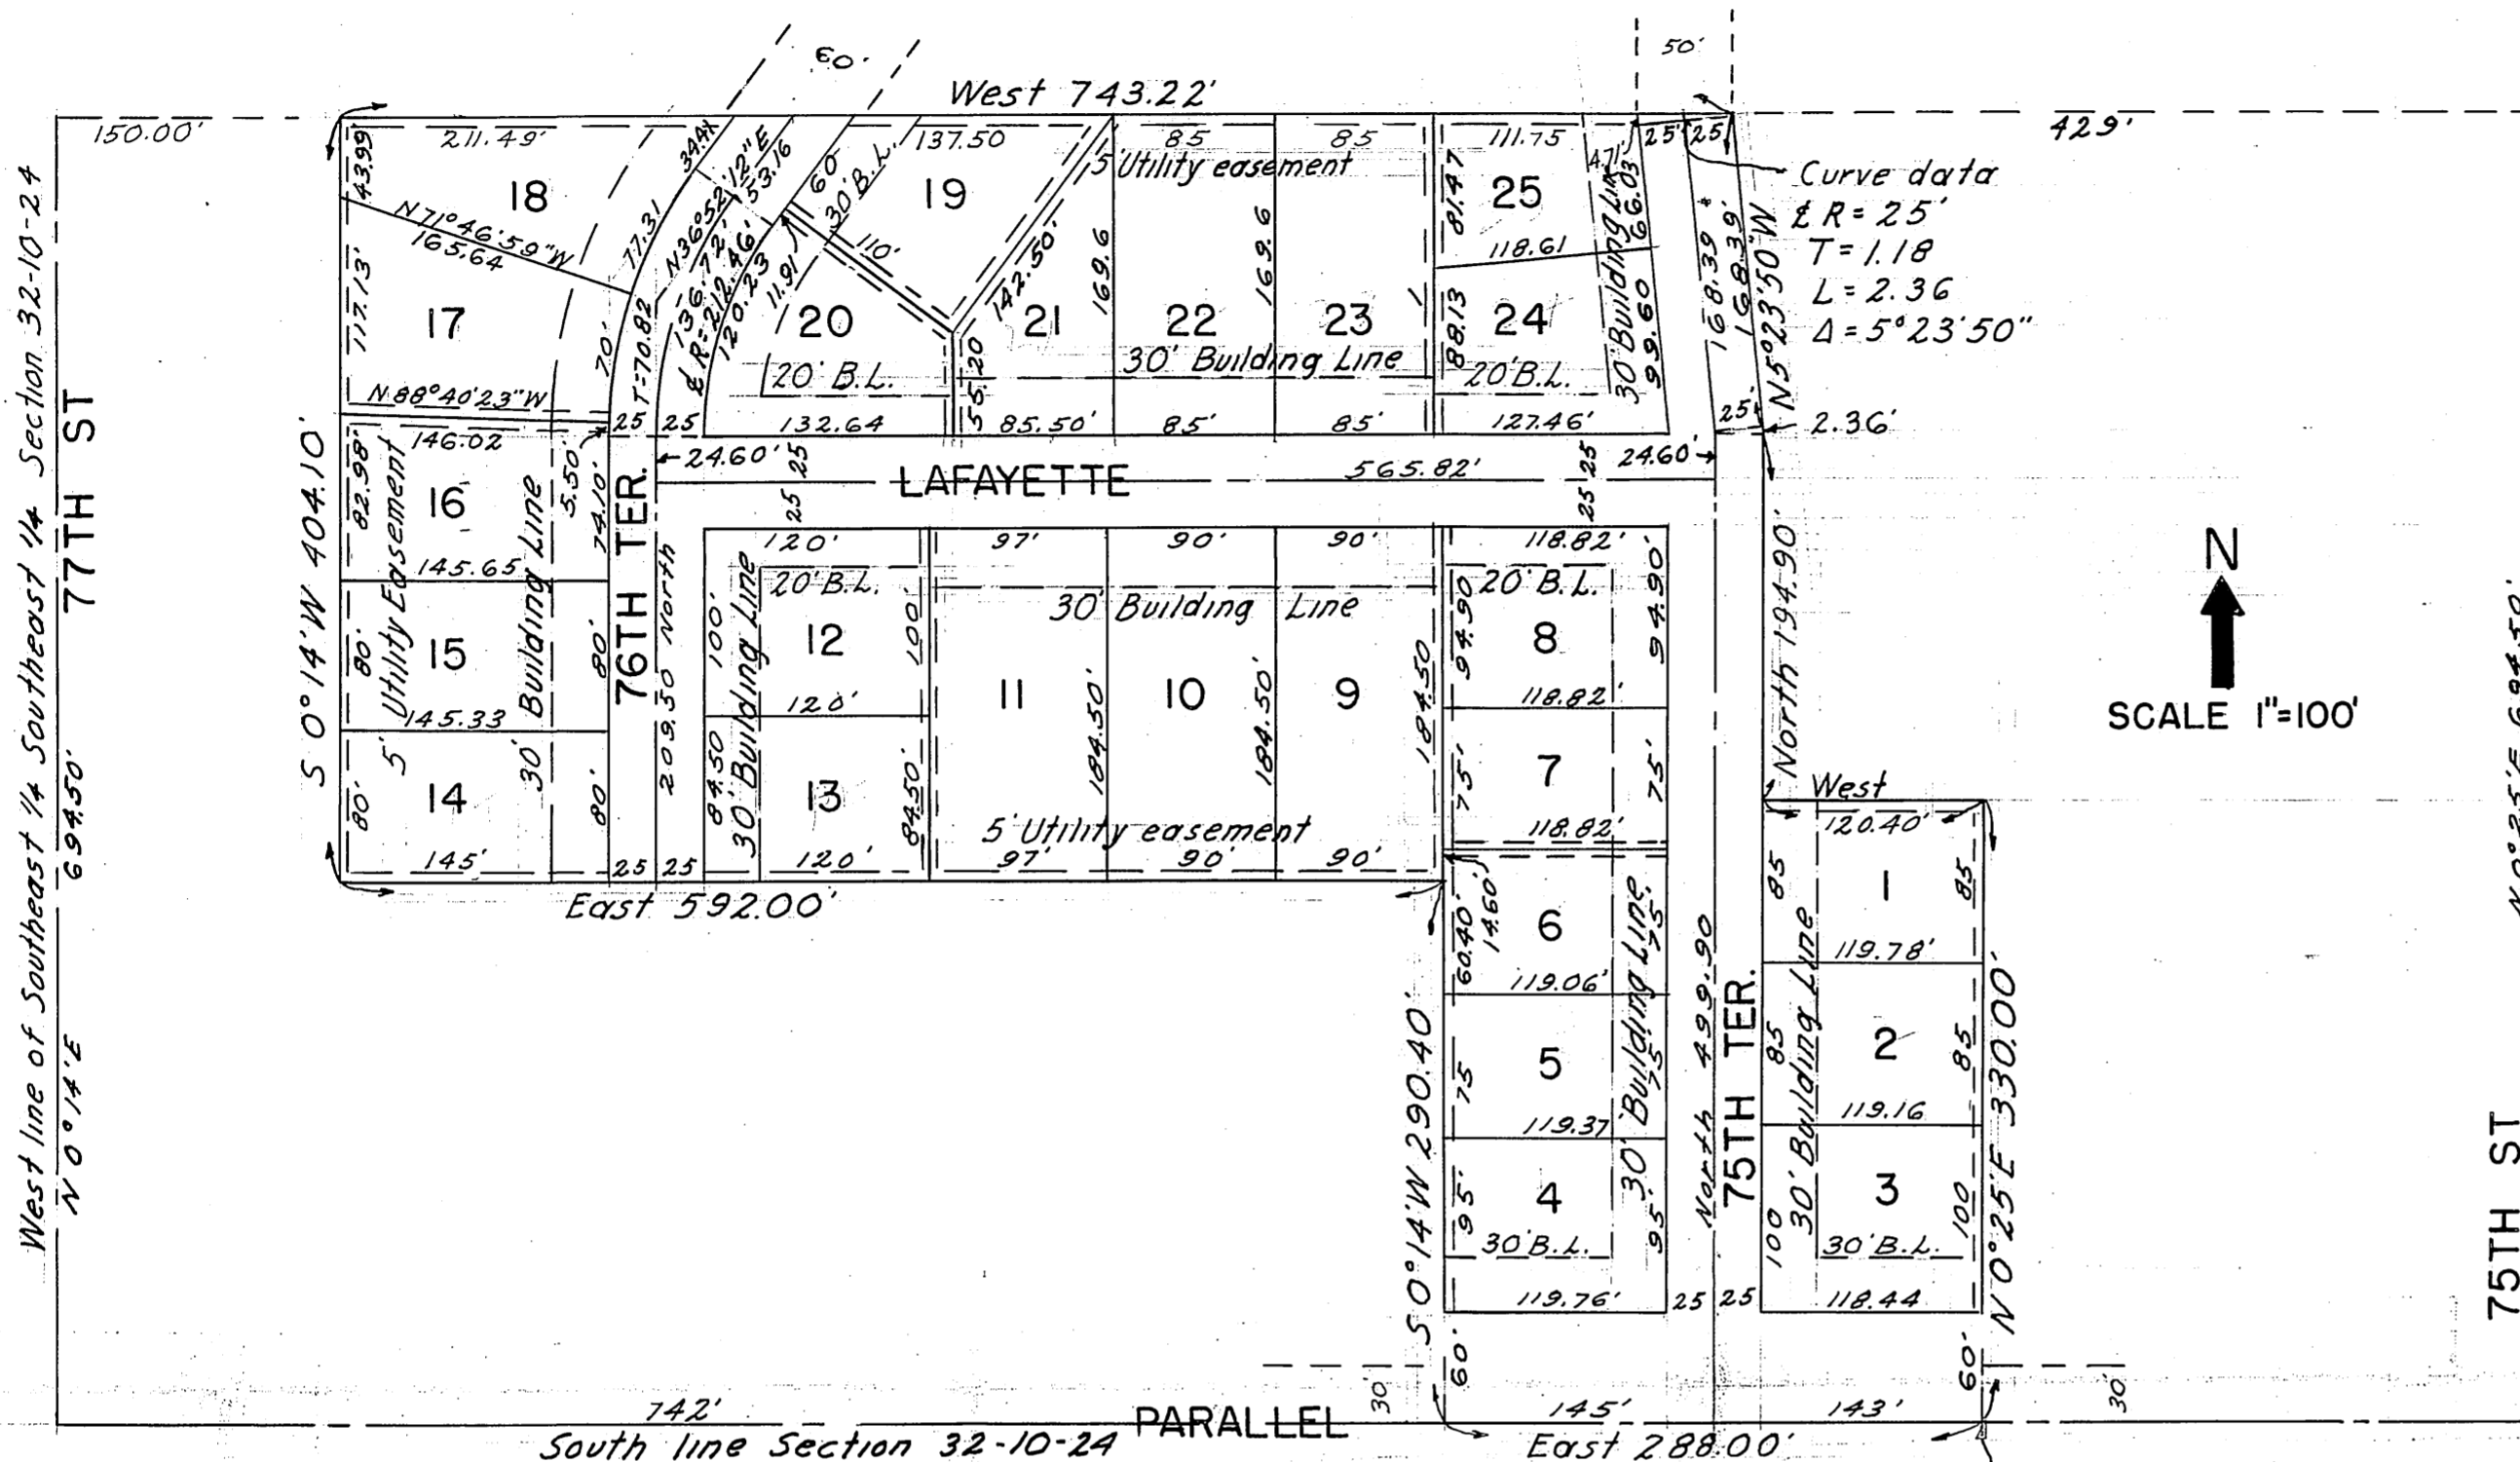 50'
60'
West 743.22'
150.00'
211.49'
34.41
N36°52'12"E
53.16
60'
30' B.L.
137.50
85
85
111.75
25'
25'
429'
43.99
18
19
5' Utility easement
25
4.71'
66.03
81.47
118.61
Curve data
₵ R = 25'
T = 1.18
L = 2.36
Δ = 5°23'50"
N71°46'59"W
165.64
77.31
136.72'
₵ R=212.46'
120.23
11.91
110'
142.50'
169.6
169.6
168.39
168.39'
N5°23'50"W
117.13'
17
70'
T=70.82
20
21
22
23
24
88.13
99.60
30' Building Line
30' Building Line
20' B.L.
20' B.L.
55.20
N88°40'23"W
25
25
132.64
85.50'
85'
85'
127.46'
25'
2.36'
146.02
24.60'
25
25
LAFAYETTE
565.82'
25
25
24.60'
82.98'
16
5.50'
74.10'
145.65
80'
15
80'
145.33
80'
14
80'
145'
5' Utility Easement
30' Building Line
S 0°14'W 404.10'
77TH ST
West line of Southeast 1/4 Southeast 1/4 Section 32-10-24
N 0°14'E 694.50'
76TH TER.
209.50 North
25
25
120'
97'
90'
90'
118.82'
20' B.L.
20' B.L.
30' Building Line
100'
12
100'
94.90
8
94.90'
120'
118.82'
30' Building Line
11
10
9
184.50'
184.50'
184.50
84.50
13
84.50'
75'
7
75'
118.82'
5' Utility easement
120'
97'
90'
90'
East 592.00'
North 194.90'
N
SCALE 1"=100'
West
120.40'
85
1
85
119.78'
85
2
85
119.16
100
3
100
30' B.L.
30' Building Line
118.44
N 0°25'E 330.00'
14.60'
60.40'
6
75
119.06'
75
5
75
119.37
95'
4
95'
30' B.L.
30' Building Line
119.76'
25
25
North 499.90
75TH TER.
S 0°14'W 290.40'
75TH ST
60'
60'
30'
30'
742'
PARALLEL
145'
143'
South line Section 32-10-24
East 288.00'